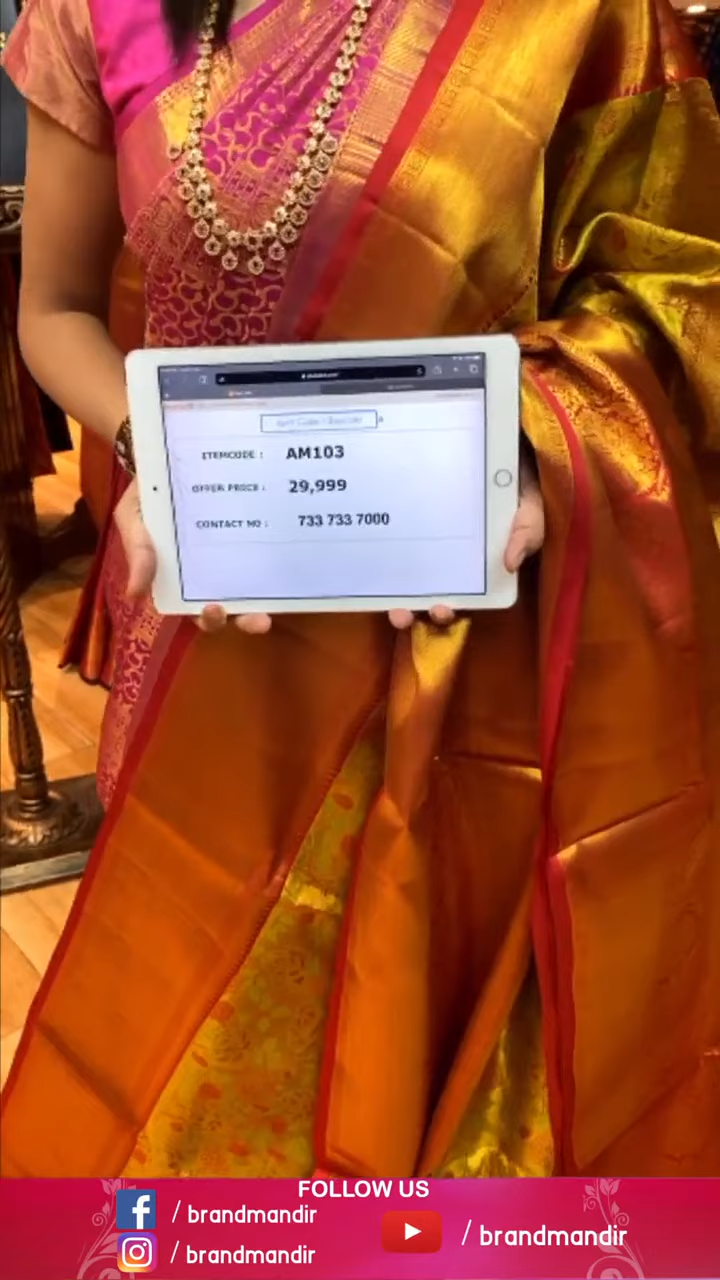 ITEMCODE : AM103
OFFER PRICE : 29,999
CONTACT NO : 733 733 7000
FOLLOW US
/ brandmandir
/ brandmandir
/ brandmandir